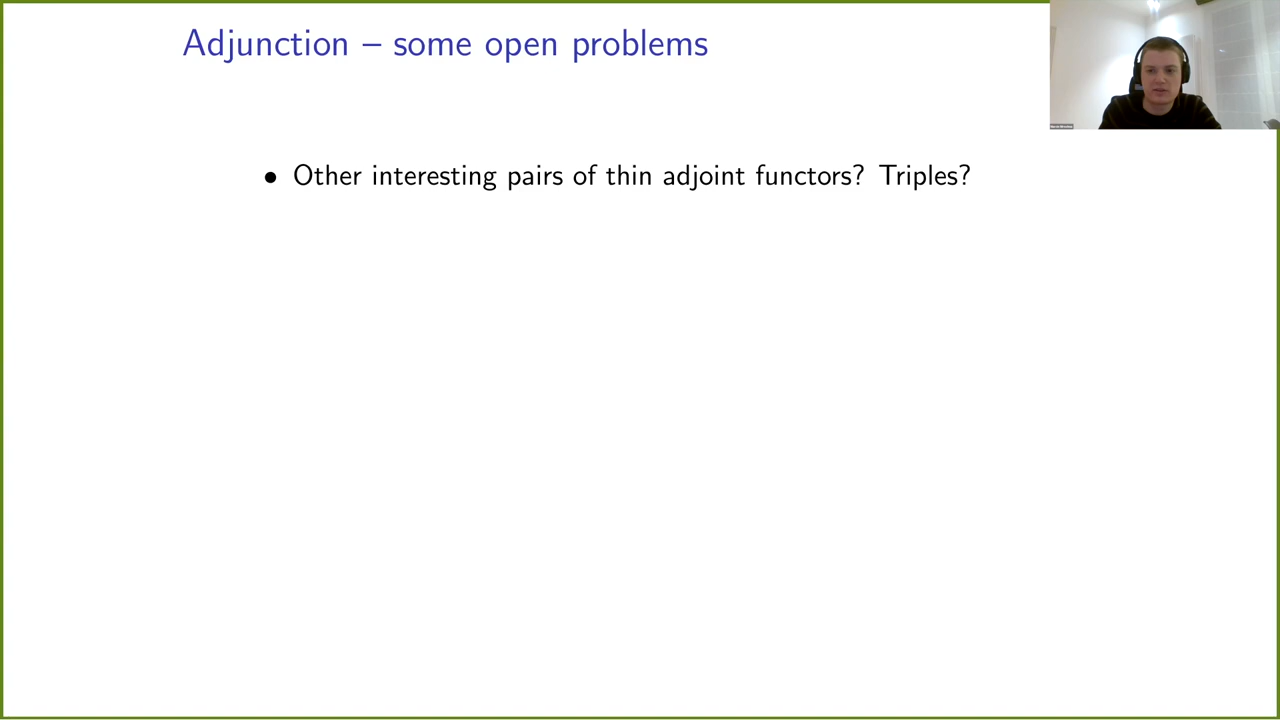 Adjunction – some open problems
• Other interesting pairs of thin adjoint functors? Triples?